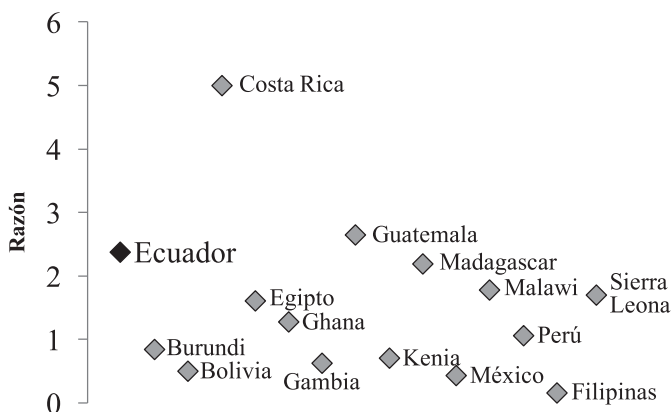 6
5
4
3
2
1
0
Razón
Costa Rica
Guatemala
Ecuador
Madagascar
Malawi
Sierra
Leona
Egipto
Ghana
Perú
Burundi
Kenia
Bolivia
Gambia
México
Filipinas